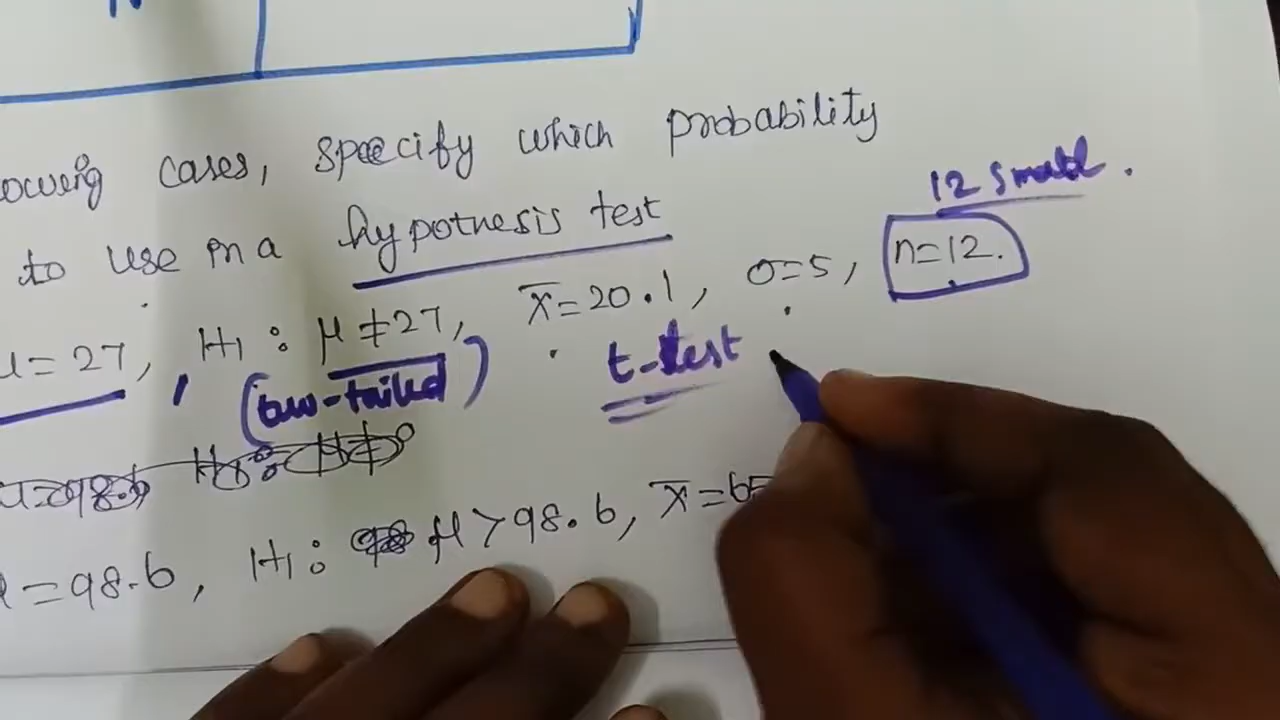 owing cases, specify which probability
12 small.
to use in a hypothesis test
μ=27, H₁: μ≠27, x̄=20.1, σ=5, n=12.
(two-tailed) t-test
μ=98.6, H₁: μ>98.6, x̄=65